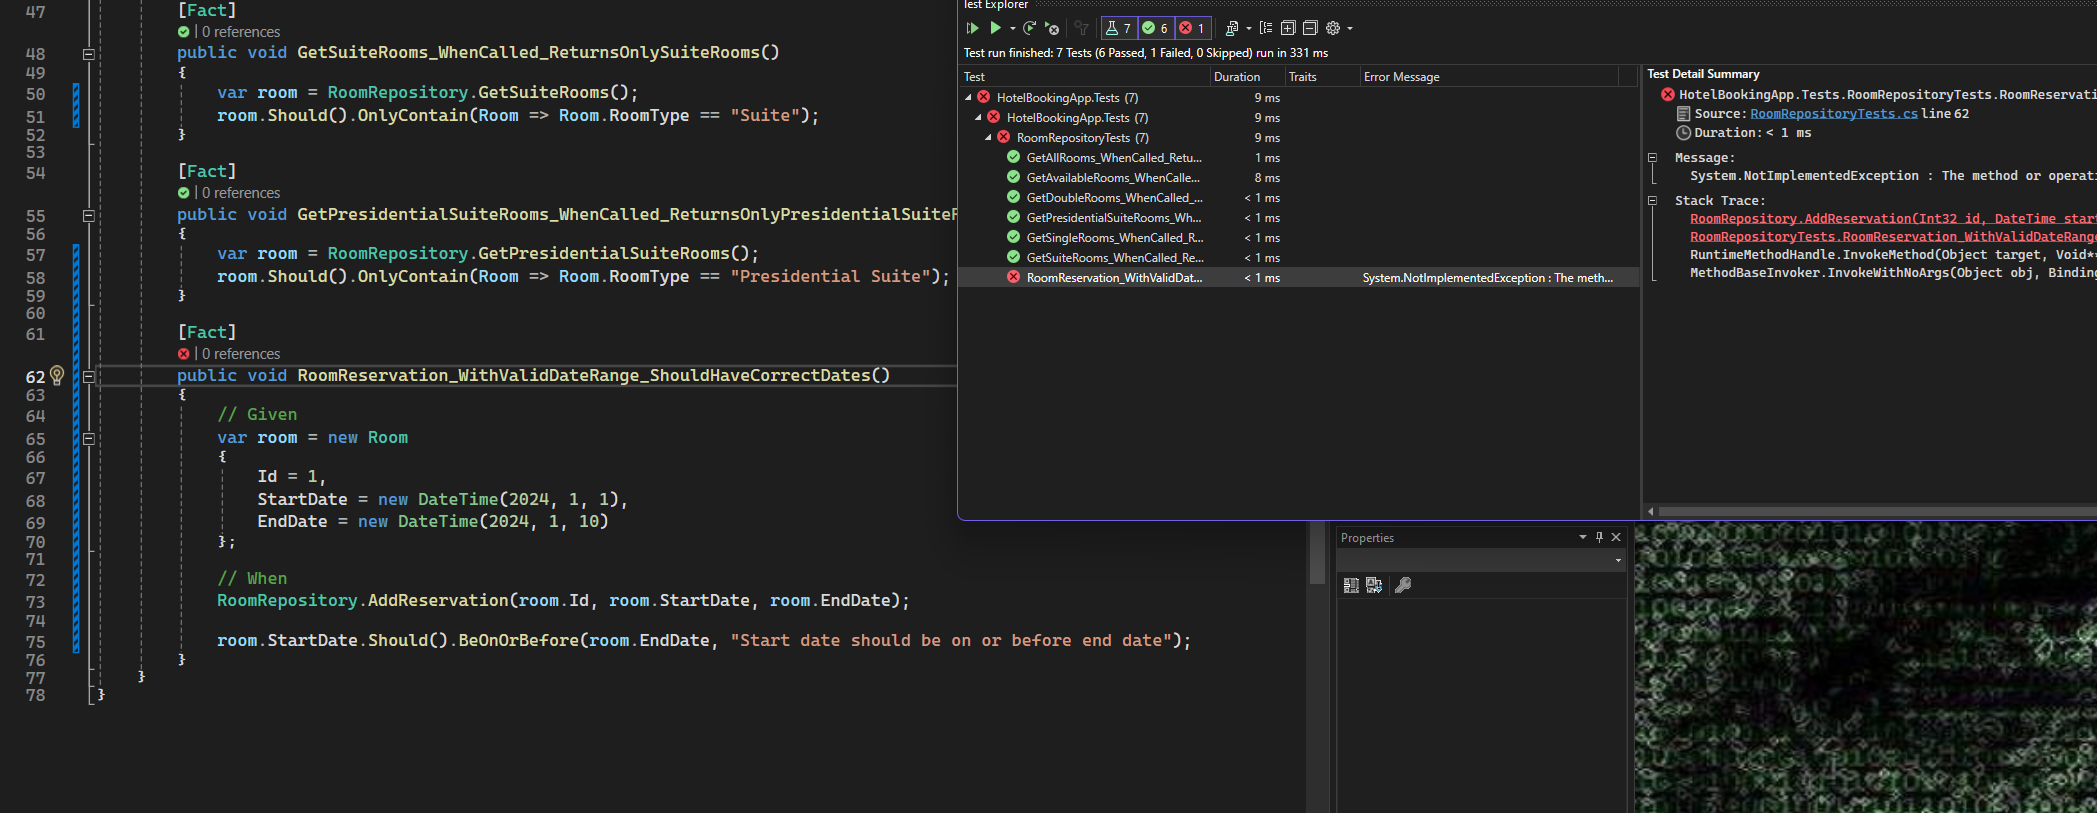 47 [Fact]
| 0 references
48 public void GetSuiteRooms_WhenCalled_ReturnsOnlySuiteRooms()
49 {
50 var room = RoomRepository.GetSuiteRooms();
51 room.Should().OnlyContain(Room => Room.RoomType == "Suite");
52 }
53
54 [Fact]
| 0 references
55 public void GetPresidentialSuiteRooms_WhenCalled_ReturnsOnlyPresidentialSuite
56 {
57 var room = RoomRepository.GetPresidentialSuiteRooms();
58 room.Should().OnlyContain(Room => Room.RoomType == "Presidential Suite");
59 }
60
61 [Fact]
| 0 references
62 public void RoomReservation_WithValidDateRange_ShouldHaveCorrectDates()
63 {
64 // Given
65 var room = new Room
66 {
67 Id = 1,
68 StartDate = new DateTime(2024, 1, 1),
69 EndDate = new DateTime(2024, 1, 10)
70 };
71
72 // When
73 RoomRepository.AddReservation(room.Id, room.StartDate, room.EndDate);
74
75 room.StartDate.Should().BeOnOrBefore(room.EndDate, "Start date should be on or before end date");
76 }
77 }
78 }
Test Explorer
7 6 1
Test run finished: 7 Tests (6 Passed, 1 Failed, 0 Skipped) run in 331 ms
Test Duration Traits Error Message
HotelBookingApp.Tests (7) 9 ms
HotelBookingApp.Tests (7) 9 ms
RoomRepositoryTests (7) 9 ms
GetAllRooms_WhenCalled_Retu... 1 ms
GetAvailableRooms_WhenCalle... 8 ms
GetDoubleRooms_WhenCalled_... < 1 ms
GetPresidentialSuiteRooms_Wh... < 1 ms
GetSingleRooms_WhenCalled_R... < 1 ms
GetSuiteRooms_WhenCalled_Re... < 1 ms
RoomReservation_WithValidDat... < 1 ms System.NotImplementedException : The meth...
Test Detail Summary
HotelBookingApp.Tests.RoomRepositoryTests.RoomReservati
Source: RoomRepositoryTests.cs line 62
Duration: < 1 ms
Message:
System.NotImplementedException : The method or operati
Stack Trace:
RoomRepository.AddReservation(Int32 id, DateTime start
RoomRepositoryTests.RoomReservation_WithValidDateRange
RuntimeMethodHandle.InvokeMethod(Object target, Void**
MethodBaseInvoker.InvokeWithNoArgs(Object obj, Binding
Properties